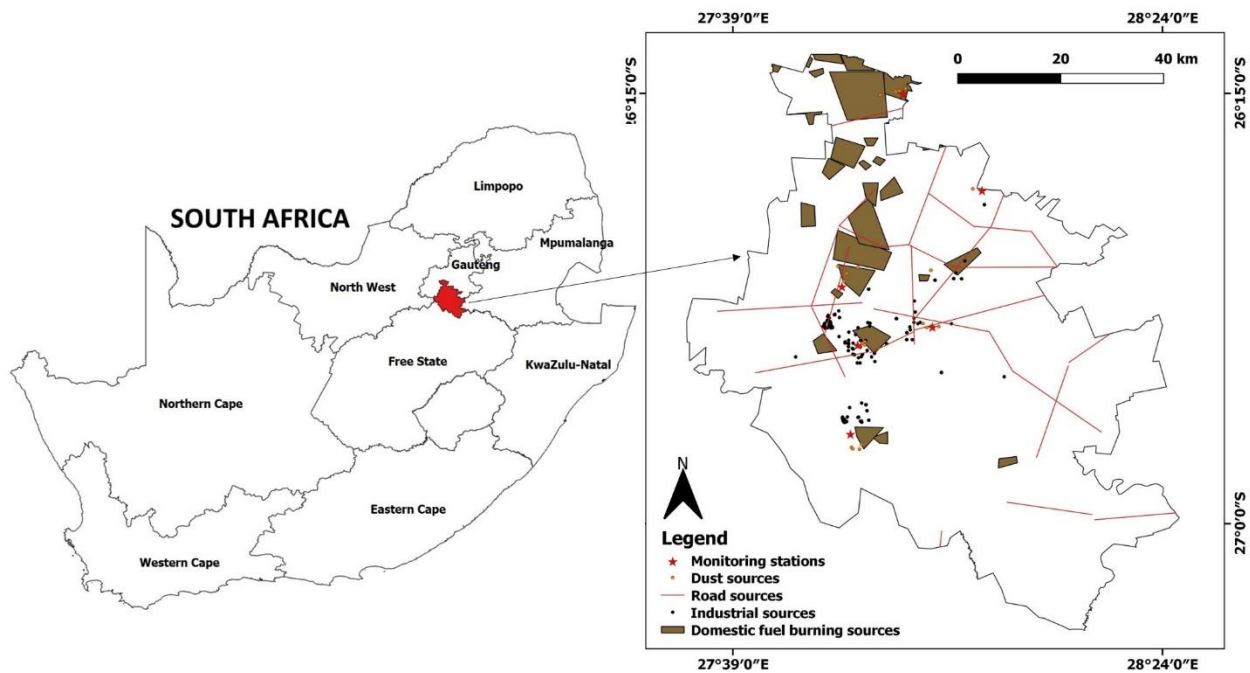 Limpopo
SOUTH AFRICA
Mpumalanga
Gauteng
North West
Free State
KwaZulu-Natal
Northern Cape
Eastern Cape
Western Cape
27°39′0″E
28°24′0″E
0
20
40 km
26°15′0″S
26°15′0″S
N
27°0′0″S
Legend
Monitoring stations
Dust sources
Road sources
Industrial sources
Domestic fuel burning sources
27°39′0″E
28°24′0″E